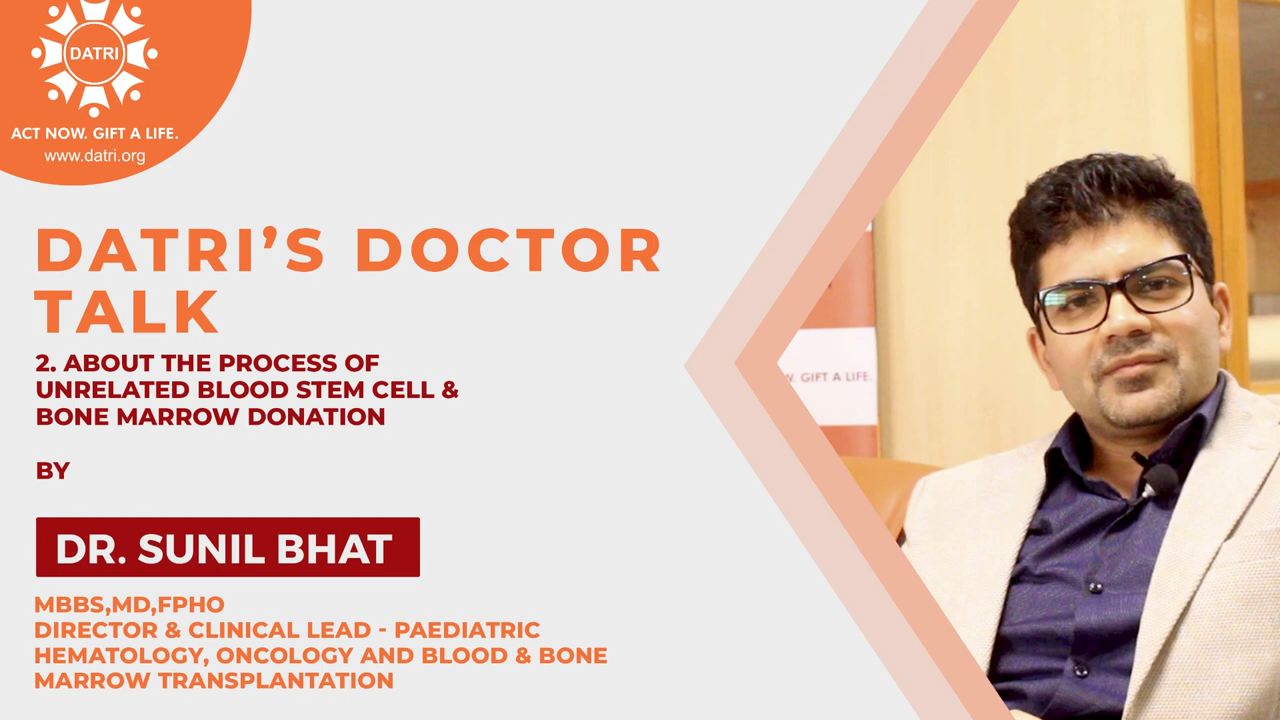 DATRI
ACT NOW. GIFT A LIFE.
www.datri.org
DATRI'S DOCTOR
TALK
2. ABOUT THE PROCESS OF
UNRELATED BLOOD STEM CELL &
BONE MARROW DONATION
BY
DR. SUNIL BHAT
MBBS,MD,FPHO
DIRECTOR & CLINICAL LEAD - PAEDIATRIC
HEMATOLOGY, ONCOLOGY AND BLOOD & BONE
MARROW TRANSPLANTATION
GIFT A LIFE.